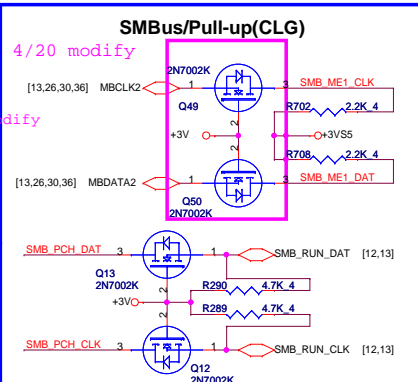 SMBus/Pull-up(CLG)
4/20 modify
2N7002K
[13,26,30,36] MBCLK2 1 3 SMB_ME1_CLK
Q49
R702 2.2K_4
dify
2
+3V +3VS5
2
R708 2.2K_4
[13,26,30,36] MBDATA2 1 3 SMB_ME1_DAT
Q50
2N7002K
SMB_PCH_DAT 3 1 SMB_RUN_DAT [12,13]
Q13
2N7002K
2
R290 4.7K_4
+3V
R289 4.7K_4
2
SMB_PCH_CLK 3 1 SMB_RUN_CLK [12,13]
Q12
2N7002K